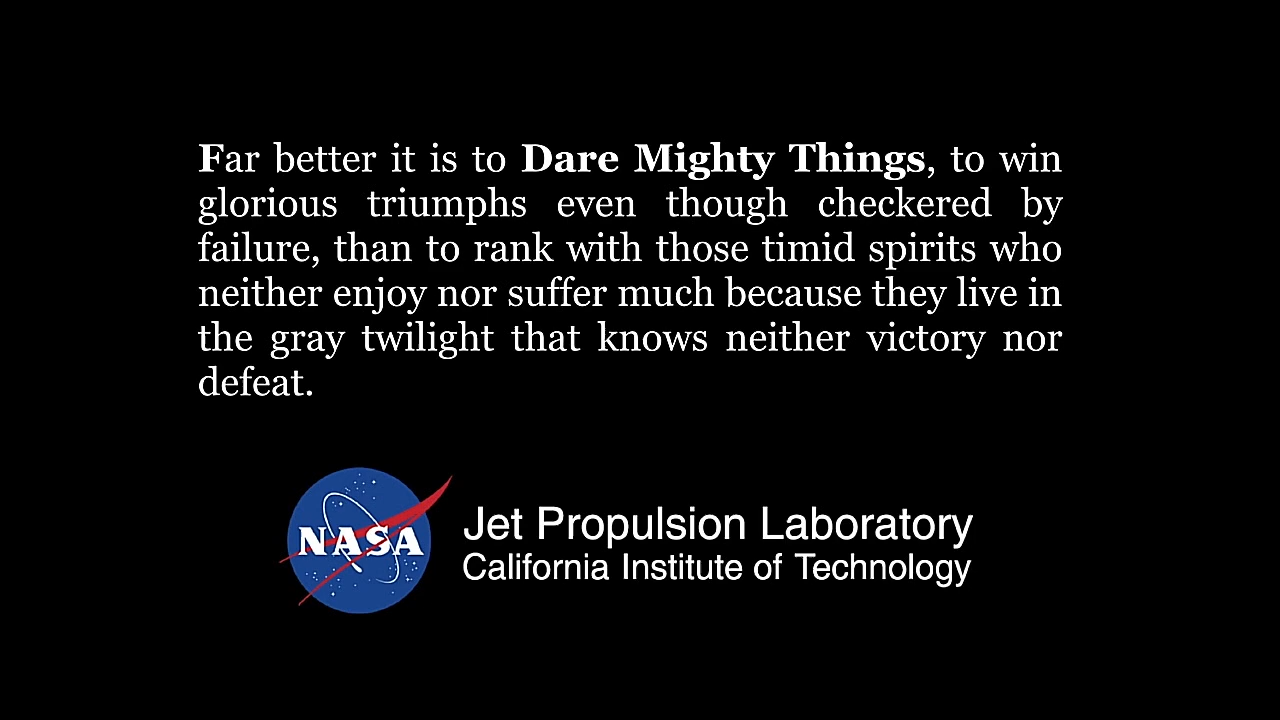 Far better it is to Dare Mighty Things, to win
glorious triumphs even though checkered by
failure, than to rank with those timid spirits who
neither enjoy nor suffer much because they live in
the gray twilight that knows neither victory nor
defeat.
NASA
Jet Propulsion Laboratory
California Institute of Technology